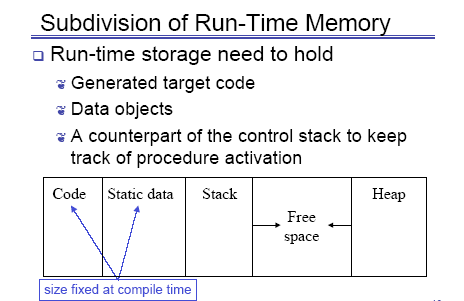 Subdivision of Run-Time Memory
Run-time storage need to hold
Generated target code
Data objects
A counterpart of the control stack to keep
track of procedure activation
Code
Static data
Stack
Free
space
Heap
size fixed at compile time